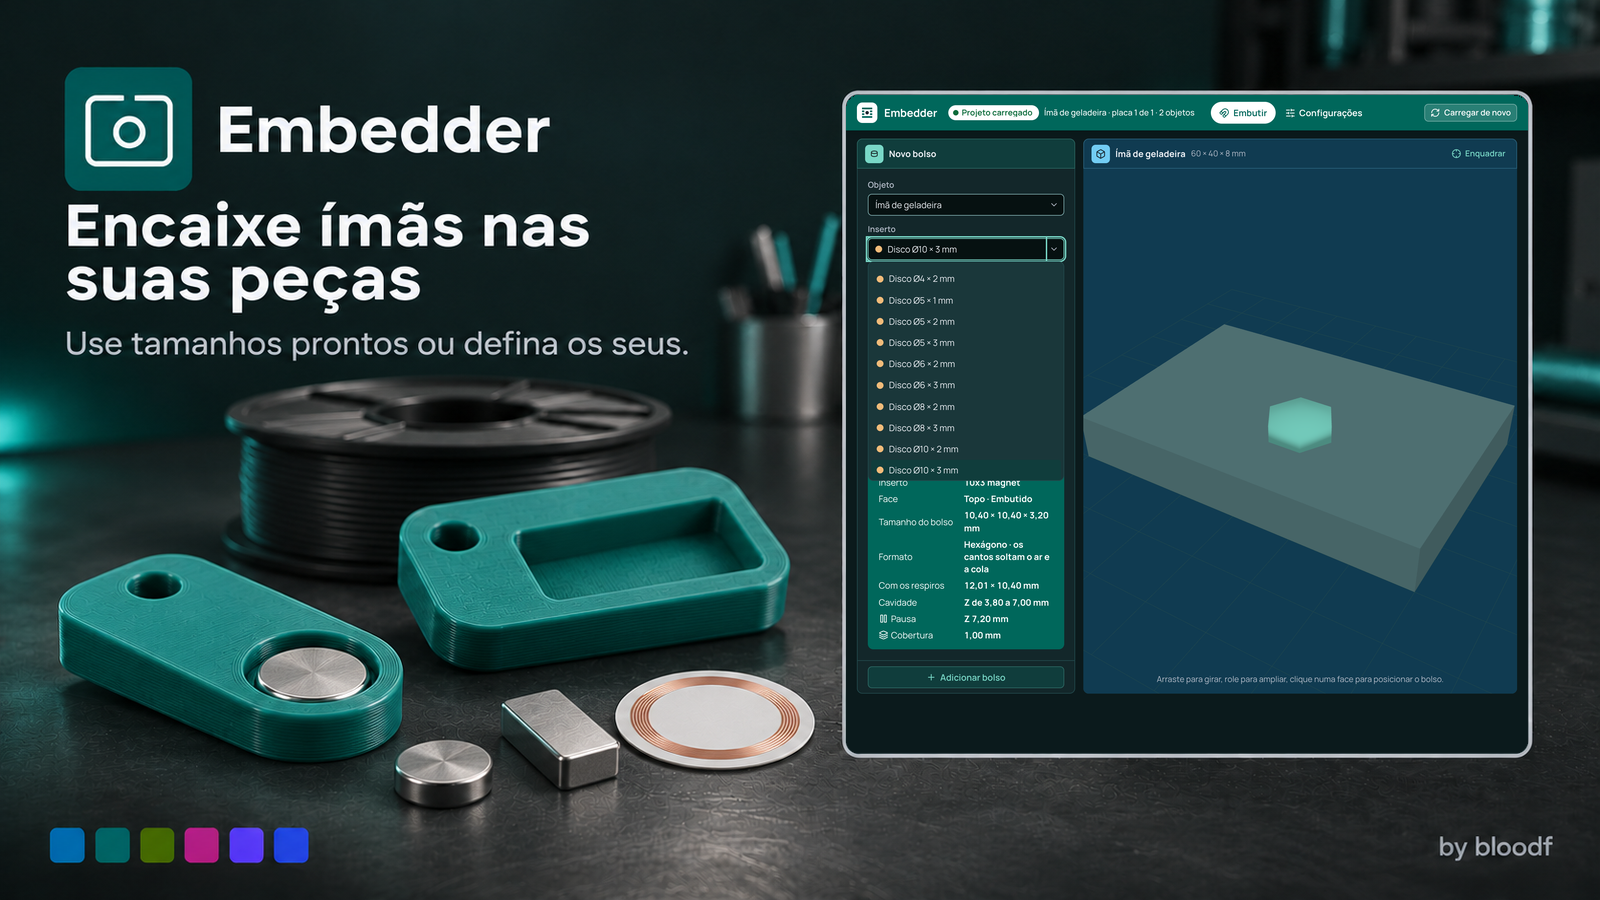 Embedder
Encaixe ímãs nas
suas peças
Use tamanhos prontos ou defina os seus.
Embedder
Projeto carregado
Ímã de geladeira · placa 1 de 1 · 2 objetos
Embutir
Configurações
Carregar de novo
Novo bolso
Objeto
Ímã de geladeira
Inserto
Disco Ø10 × 3 mm
Disco Ø4 × 2 mm
Disco Ø5 × 1 mm
Disco Ø5 × 2 mm
Disco Ø5 × 3 mm
Disco Ø6 × 2 mm
Disco Ø6 × 3 mm
Disco Ø8 × 2 mm
Disco Ø8 × 3 mm
Disco Ø10 × 2 mm
Disco Ø10 × 3 mm
Inserto 10x3 magnet
Face Topo · Embutido
Tamanho do bolso 10,40 × 10,40 × 3,20
mm
Formato Hexágono · os
cantos soltam o ar e
a cola
Com os respiros 12,01 × 10,40 mm
Cavidade Z de 3,80 a 7,00 mm
Pausa Z 7,20 mm
Cobertura 1,00 mm
+ Adicionar bolso
Ímã de geladeira 60 × 40 × 8 mm
Enquadrar
Arraste para girar, role para ampliar, clique numa face para posicionar o bolso.
by bloodf